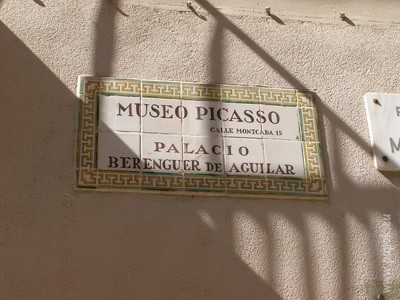 MUSEO PICASSO
CALLE MONTCADA 15
PALACIO
BERENGUER DE AGUILAR